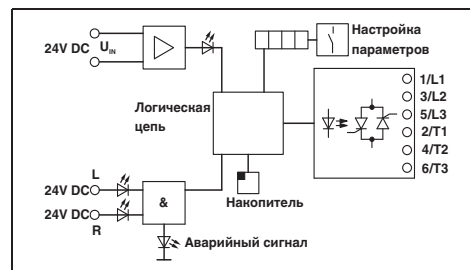 24V DC
U IN
Настройка
параметров
Логическая
цепь
1/L1
3/L2
5/L3
2/T1
4/T2
6/T3
L
24V DC
24V DC
R
&
Накопитель
Аварийный сигнал